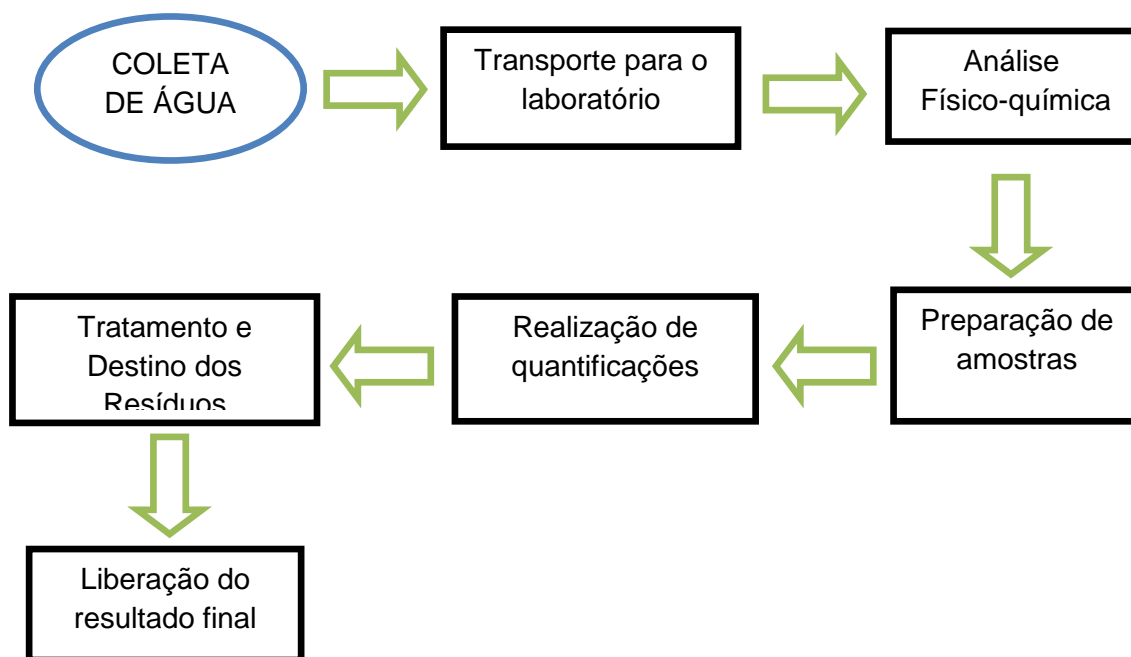 COLETA
DE ÁGUA
Transporte para o
laboratório
Análise
Físico-química
Preparação de
amostras
Realização de
quantificações
Tratamento e
Destino dos
Resíduos
Liberação do
resultado final